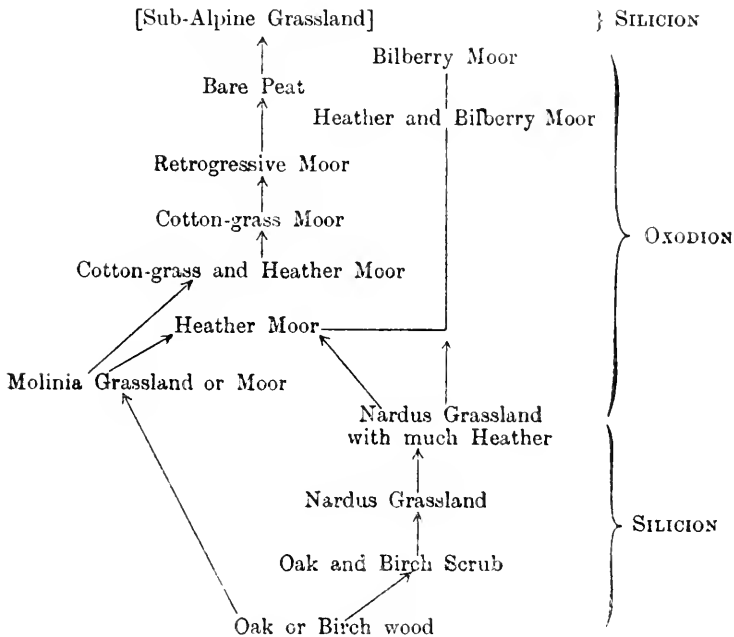 [Sub-Alpine Grassland] } SILICION
Bilberry Moor
Bare Peat
Heather and Bilberry Moor
Retrogressive Moor
Cotton-grass Moor
OXODION
Cotton-grass and Heather Moor
Heather Moor
Molinia Grassland or Moor
Nardus Grassland
with much Heather
Nardus Grassland
SILICION
Oak and Birch Scrub
Oak or Birch wood